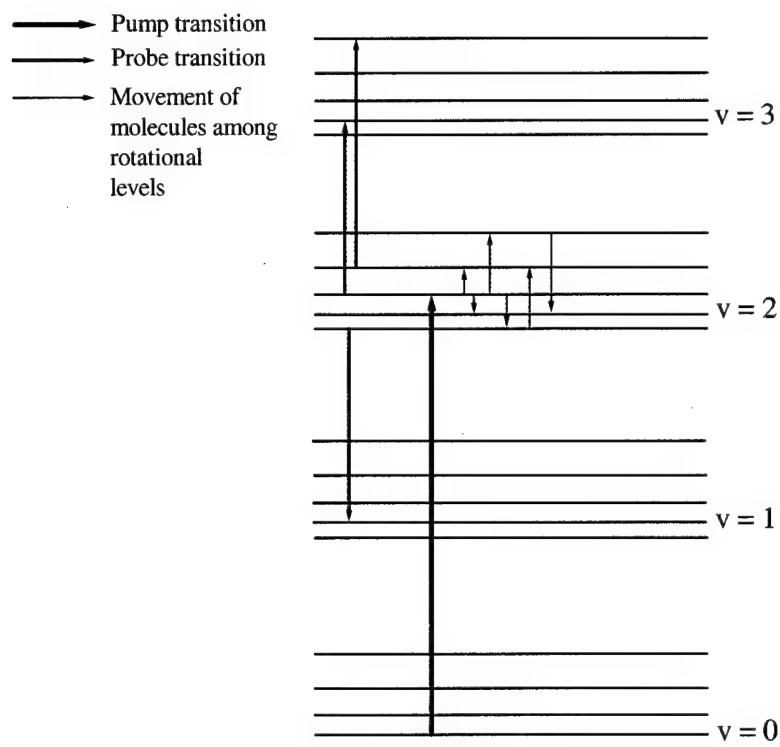 Pump transition
Probe transition
Movement of
molecules among
rotational
levels
v = 3
v = 2
v = 1
v = 0